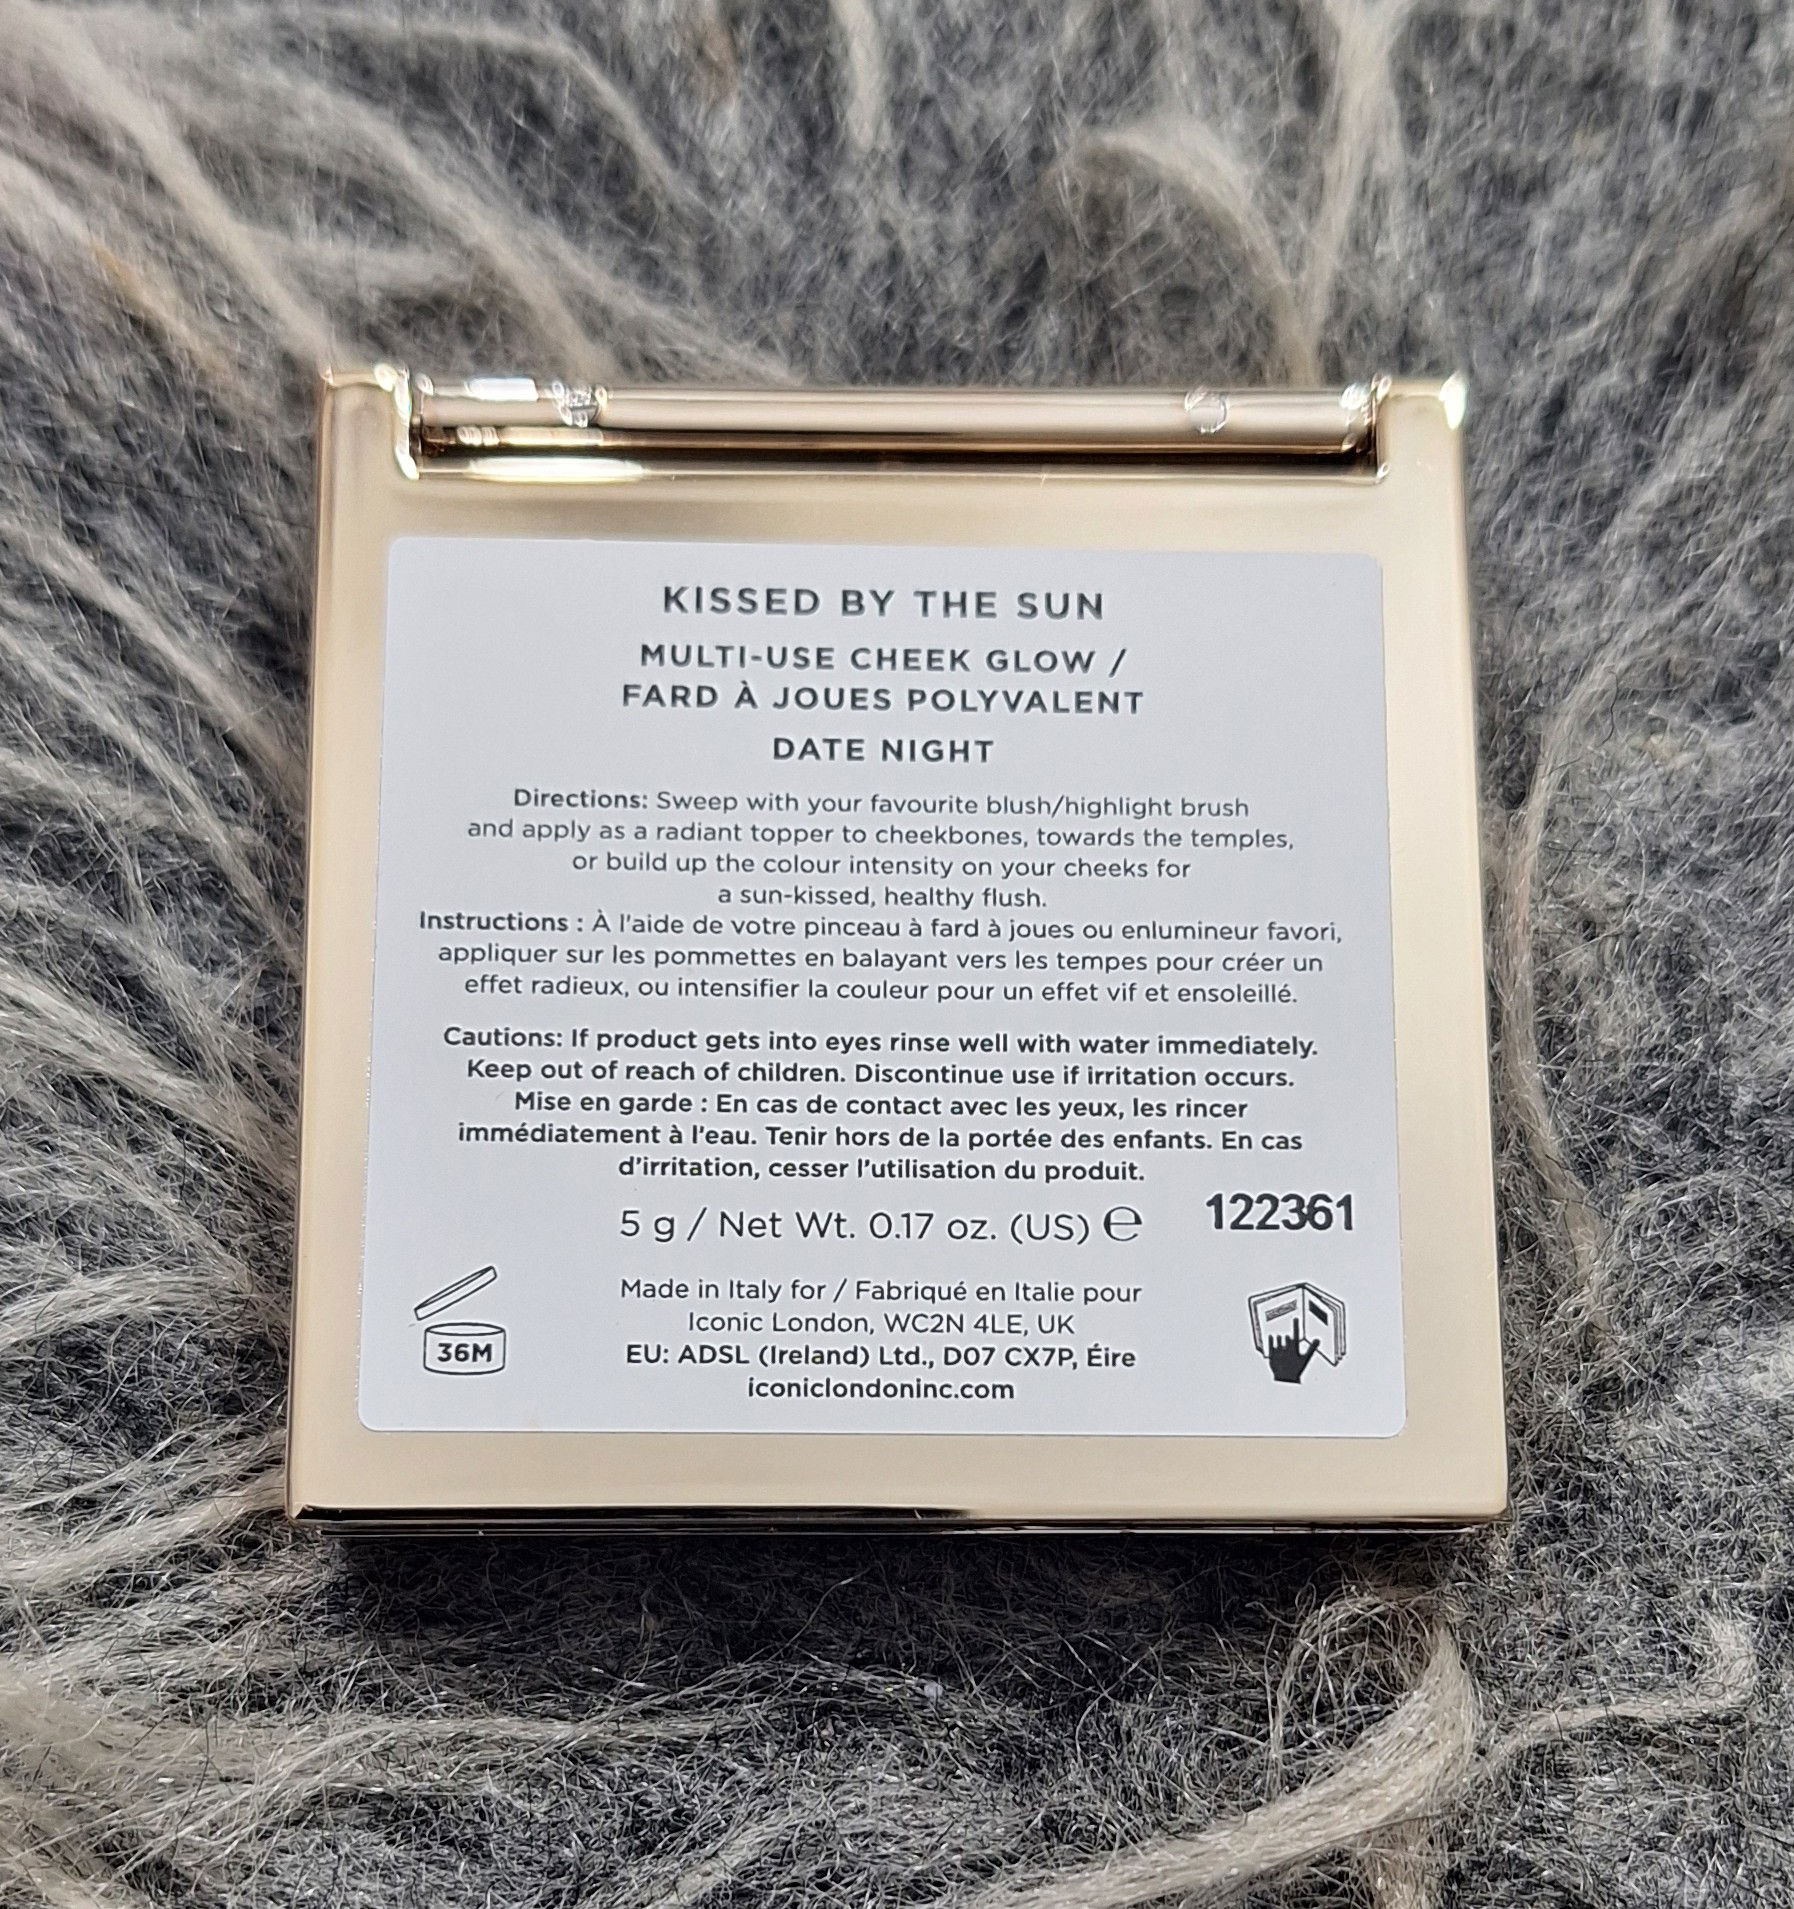 KISSED BY THE SUN
MULTI-USE CHEEK GLOW /
FARD À JOUES POLYVALENT
DATE NIGHT
Directions: Sweep with your favourite blush/highlight brush
and apply as a radiant topper to cheekbones, towards the temples,
or build up the colour intensity on your cheeks for
a sun-kissed, healthy flush.
Instructions : À l'aide de votre pinceau à fard à joues ou enlumineur favori,
appliquer sur les pommettes en balayant vers les tempes pour créer un
effet radieux, ou intensifier la couleur pour un effet vif et ensoleillé.
Cautions: If product gets into eyes rinse well with water immediately.
Keep out of reach of children. Discontinue use if irritation occurs.
Mise en garde : En cas de contact avec les yeux, les rincer
immédiatement à l'eau. Tenir hors de la portée des enfants. En cas
d'irritation, cesser l'utilisation du produit.
5 g / Net Wt. 0.17 oz. (US) ℮
122361
36M
Made in Italy for / Fabriqué en Italie pour
Iconic London, WC2N 4LE, UK
EU: ADSL (Ireland) Ltd., D07 CX7P, Éire
iconiclondoninc.com